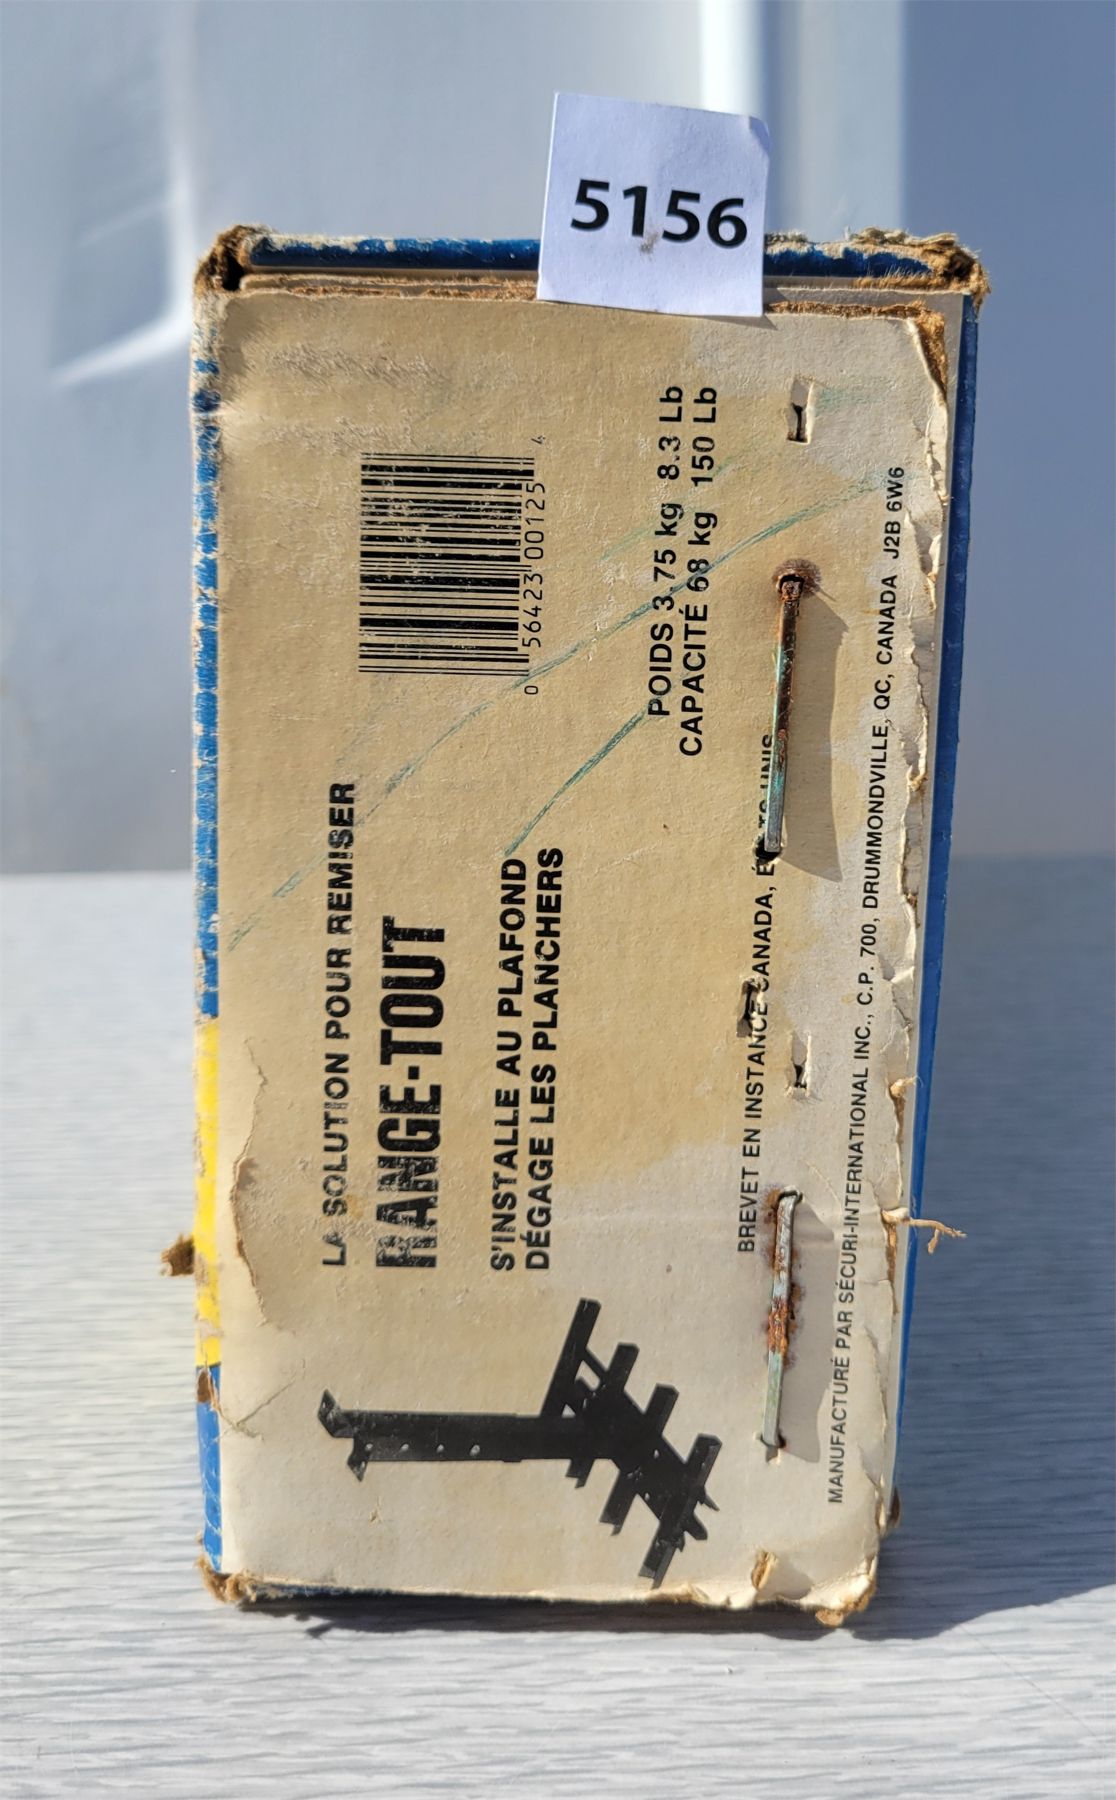 5156
LA SOLUTION POUR REMISER
RANGE-TOUT
S'INSTALLE AU PLAFOND
DÉGAGE LES PLANCHERS
0 56423 00125 4
POIDS 3.75 kg 8.3 Lb
CAPACITÉ 68 kg 150 Lb
BREVET EN INSTANCE CANADA, UNIS
MANUFACTURÉ PAR SÉCURI-INTERNATIONAL INC., C.P. 700, DRUMMONDVILLE, QC, CANADA J2B 6W6